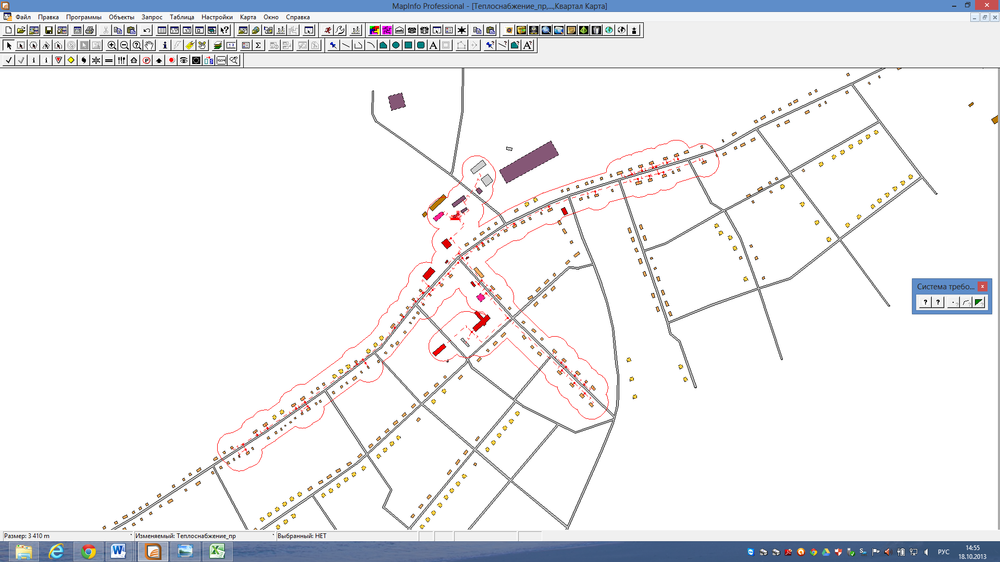 MapInfo Professional - [Теплоснабжение_пр,...,Квартал Карта]
Файл Правка Программы Объекты Запрос Таблица Настройки Карта Окно Справка
Система требо...
Размер: 3 410 m
Изменяемый: Теплоснабжение_пр
Выбранный: НЕТ
РУС
14:55
18.10.2013